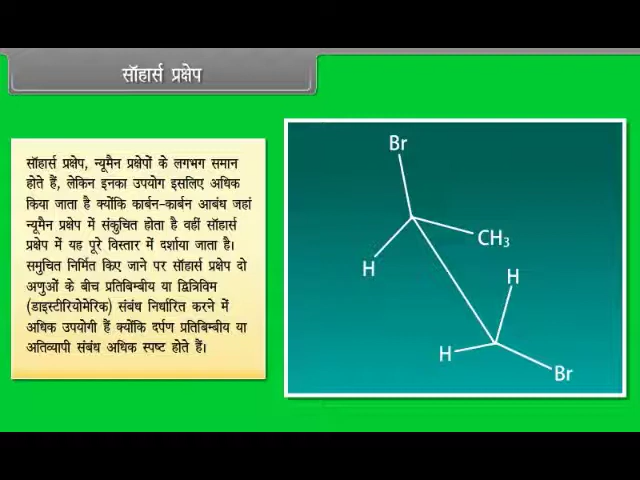 सॉहार्स प्रक्षेप
सॉहार्स प्रक्षेप, न्यूमैन प्रक्षेपों के लगभग समान
होते हैं, लेकिन इनका उपयोग इसलिए अधिक
किया जाता है क्योंकि कार्बन-कार्बन आबंध जहां
न्यूमैन प्रक्षेप में संकुचित होता है वहीं सॉहार्स
प्रक्षेप में यह पूरे विस्तार में दर्शाया जाता है।
समुचित निर्मित किए जाने पर सॉहार्स प्रक्षेप दो
अणुओं के बीच प्रतिबिम्बीय या द्वित्रिविम
(डाइस्टीरियोमेरिक) संबंध निर्धारित करने में
अधिक उपयोगी हैं क्योंकि दर्पण प्रतिबिम्बीय या
अतिव्यापी संबंध अधिक स्पष्ट होते हैं।
Br
CH₃
H
H
H
Br